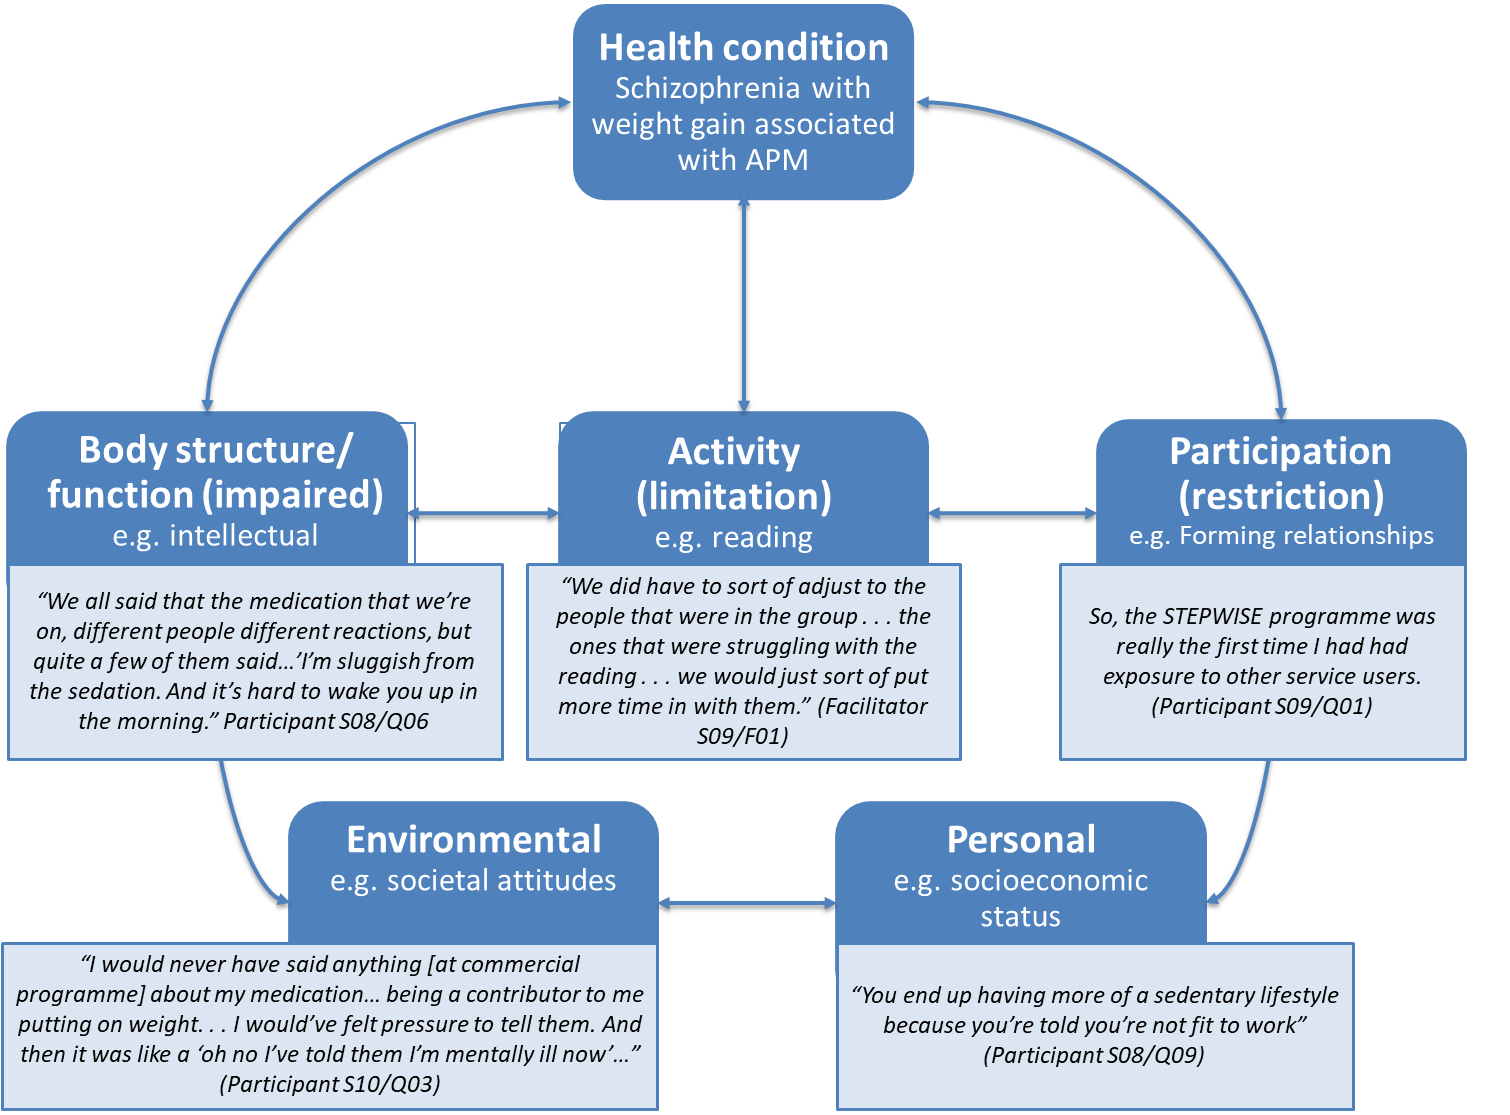 Health condition
Schizophrenia with
weight gain associated
with APM
Body structure/
function (impaired)
e.g. intellectual
“We all said that the medication that we’re
on, different people different reactions, but
quite a few of them said…’I’m sluggish from
the sedation. And it’s hard to wake you up in
the morning.” Participant S08/Q06
Activity
(limitation)
e.g. reading
“We did have to sort of adjust to the
people that were in the group . . . the
ones that were struggling with the
reading . . . we would just sort of put
more time in with them.” (Facilitator
S09/F01)
Participation
(restriction)
e.g. Forming relationships
So, the STEPWISE programme was
really the first time I had had
exposure to other service users.
(Participant S09/Q01)
Environmental
e.g. societal attitudes
“I would never have said anything [at commercial
programme] about my medication… being a contributor to me
putting on weight. . . I would’ve felt pressure to tell them. And
then it was like a ‘oh no I’ve told them I’m mentally ill now’…”
(Participant S10/Q03)
Personal
e.g. socioeconomic
status
“You end up having more of a sedentary lifestyle
because you’re told you’re not fit to work”
(Participant S08/Q09)